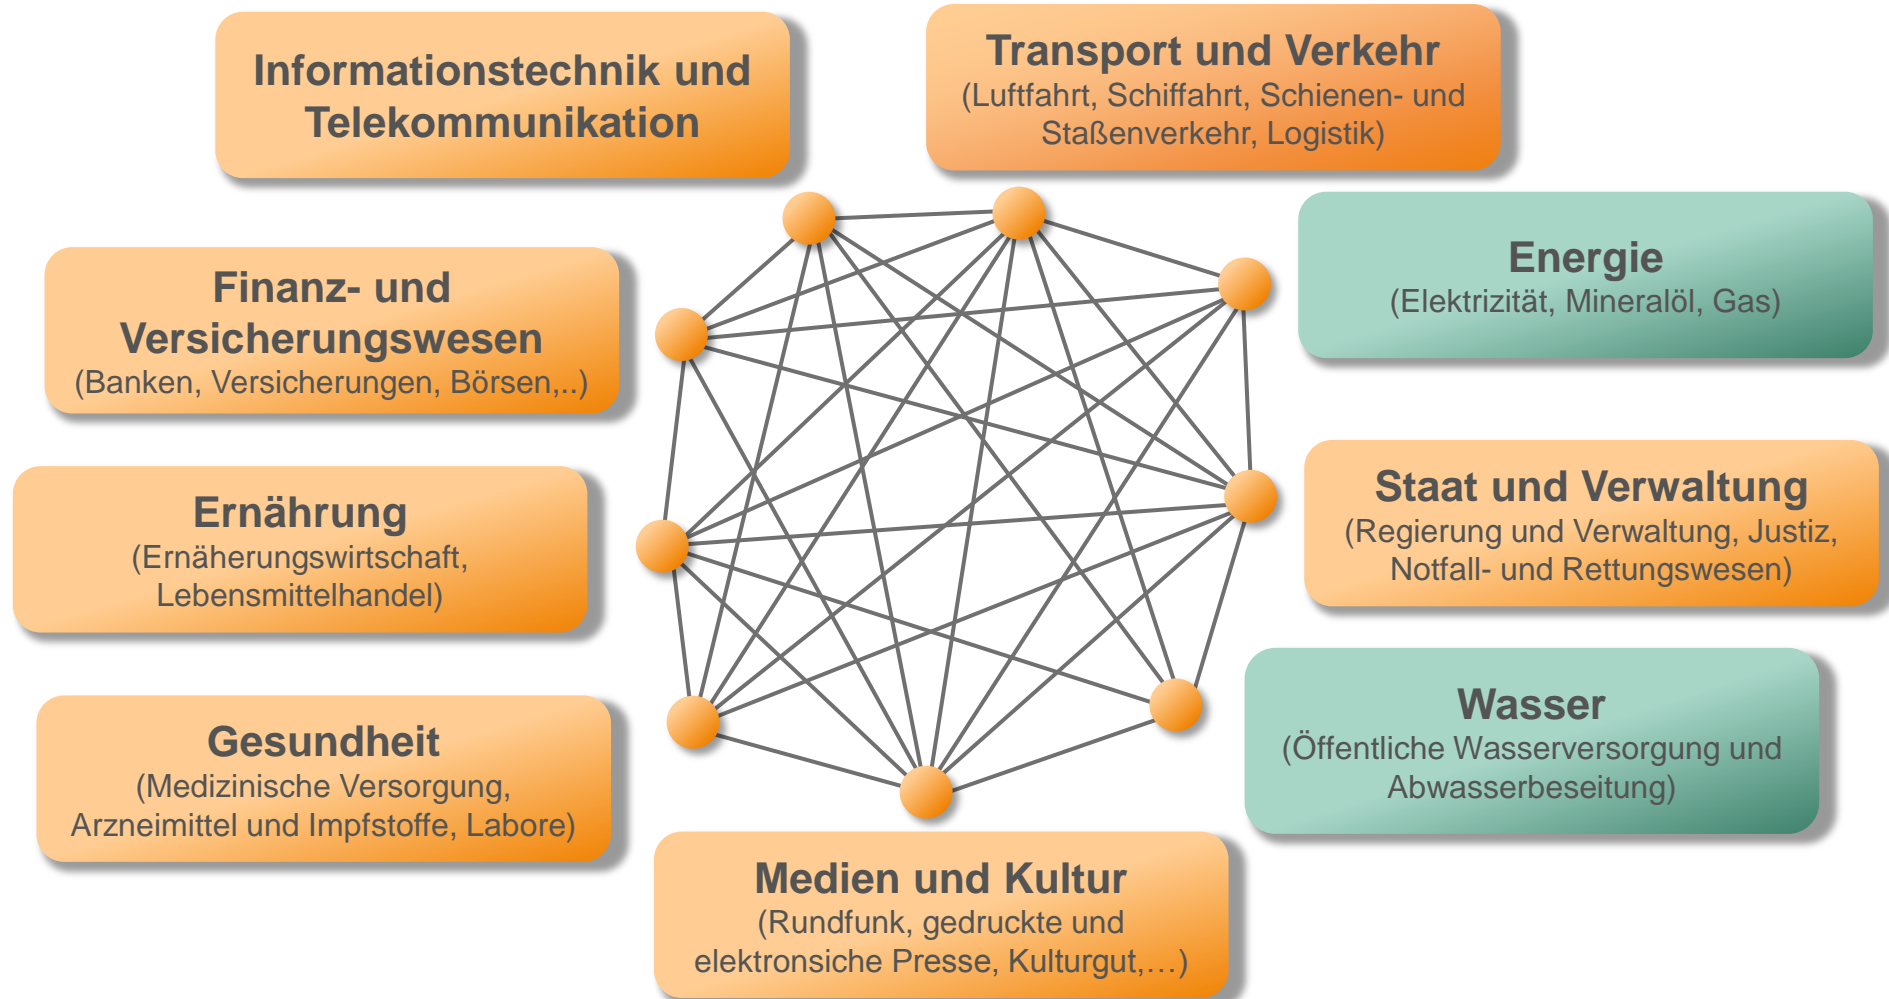 Informationstechnik und
Telekommunikation
Transport und Verkehr
(Luftfahrt, Schiffahrt, Schienen- und
Staßenverkehr, Logistik)
Energie
(Elektrizität, Mineralöl, Gas)
Finanz- und
Versicherungswesen
(Banken, Versicherungen, Börsen,..)
Staat und Verwaltung
(Regierung und Verwaltung, Justiz,
Notfall- und Rettungswesen)
Ernährung
(Ernäherungswirtschaft,
Lebensmittelhandel)
Wasser
(Öffentliche Wasserversorgung und
Abwasserbeseitung)
Gesundheit
(Medizinische Versorgung,
Arzneimittel und Impfstoffe, Labore)
Medien und Kultur
(Rundfunk, gedruckte und
elektronsiche Presse, Kulturgut,…)